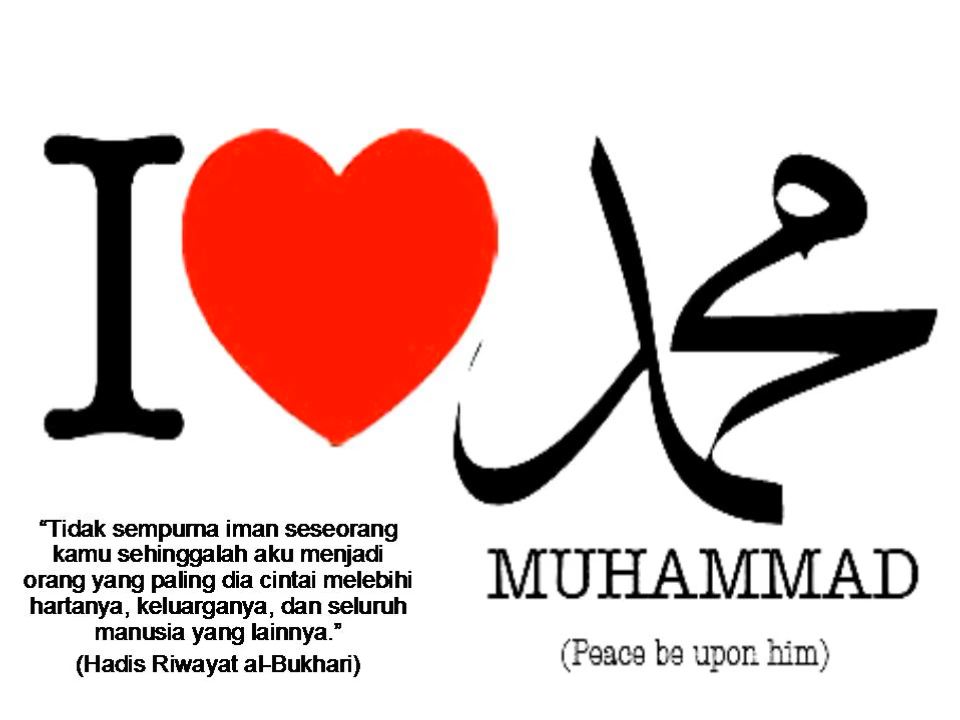 I محمد
"Tidak sempurna iman seseorang
kamu sehinggalah aku menjadi
orang yang paling dia cintai melebihi
hartanya, keluarganya, dan seluruh
manusia yang lainnya."
(Hadis Riwayat al-Bukhari)
MUHAMMAD
(Peace be upon him)